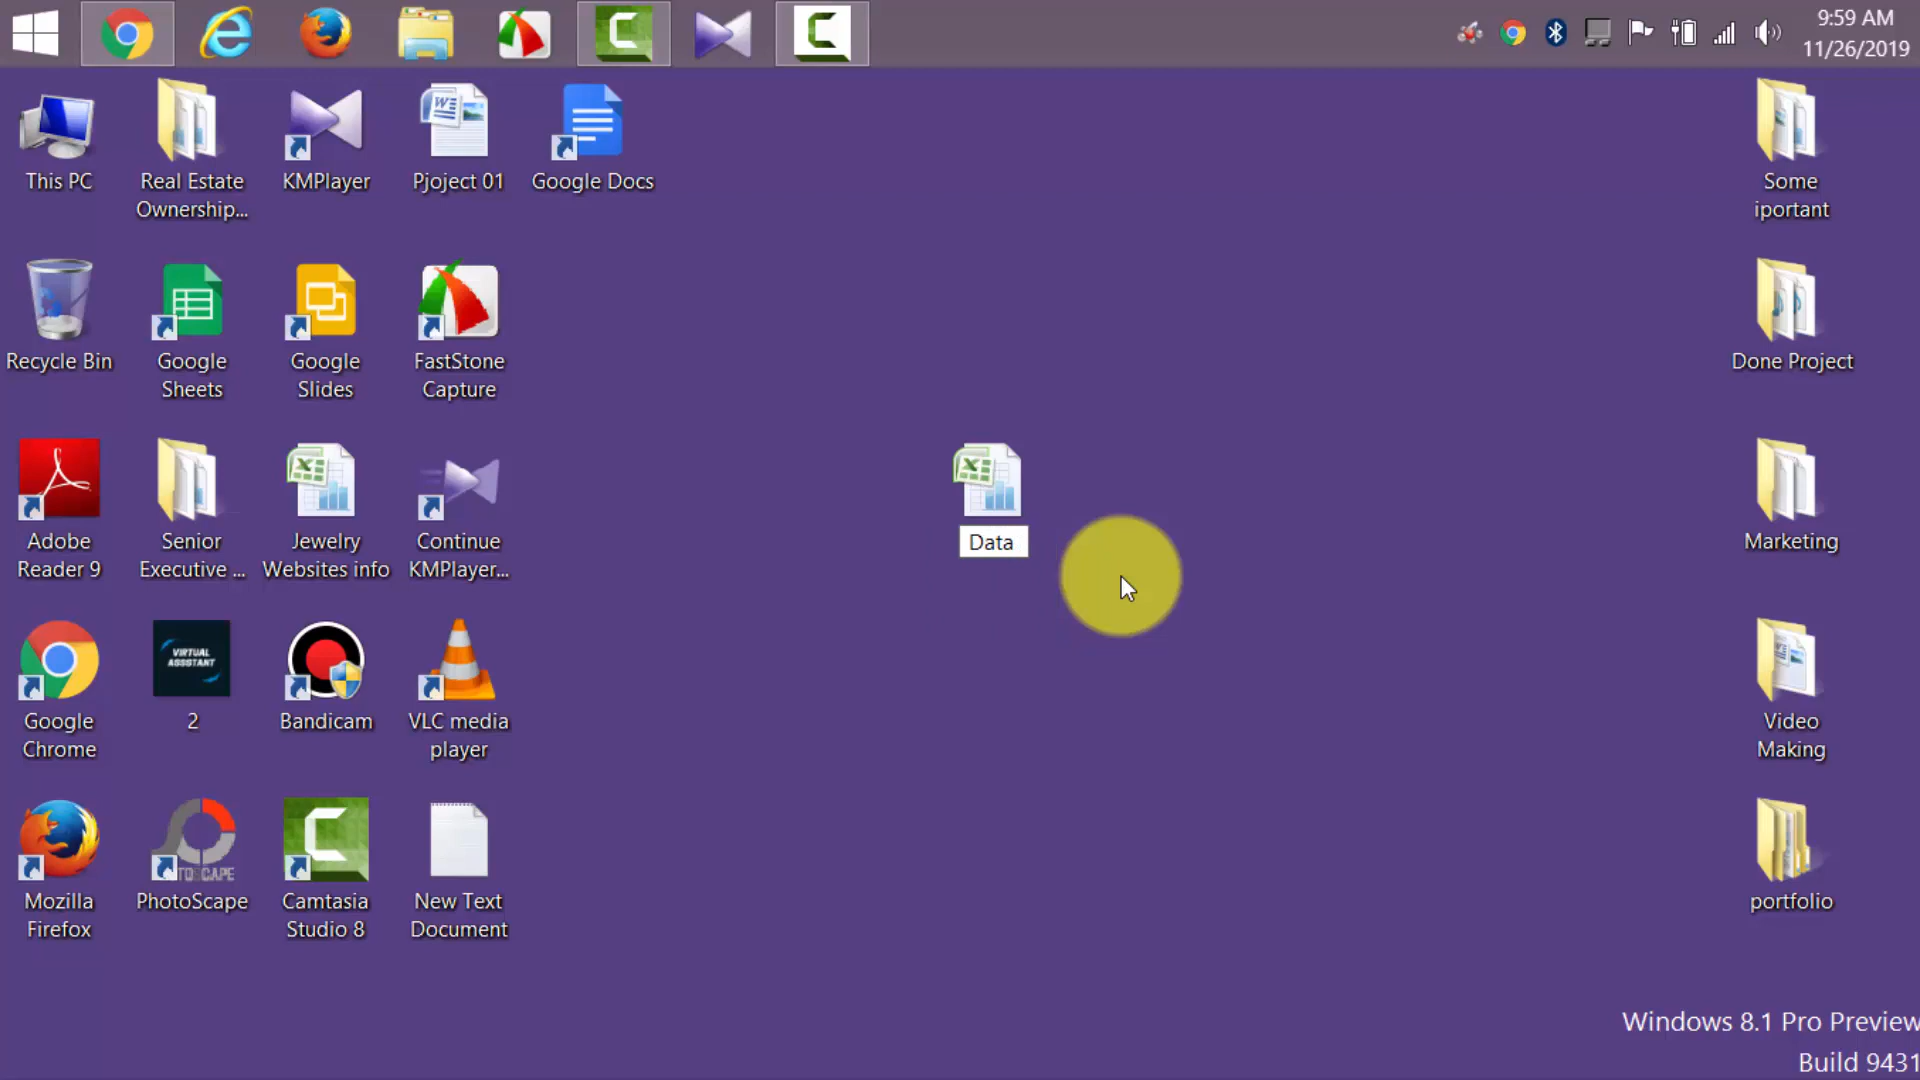 9:59 AM
11/26/2019
This PC
Real Estate
Ownership...
KMPlayer
Pjoject 01
Google Docs
Some
iportant
Recycle Bin
Google
Sheets
Google
Slides
FastStone
Capture
Done Project
Adobe
Reader 9
Senior
Executive ...
Jewelry
Websites info
Continue
KMPlayer...
Data
Marketing
VIRTUAL
ASSISTANT
Google
Chrome
2
Bandicam
VLC media
player
Video
Making
Mozilla
Firefox
PhotoScape
Camtasia
Studio 8
New Text
Document
portfolio
Windows 8.1 Pro Preview
Build 9431